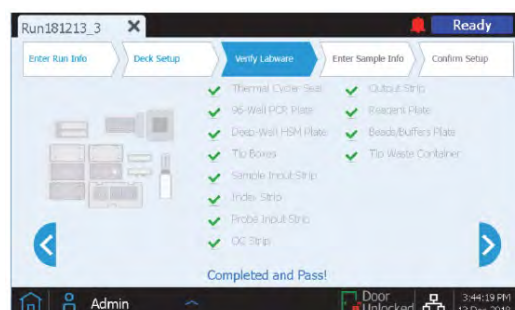 Run181213_3
Ready
Enter Run Info
Deck Setup
Verify Labware
Enter Sample Info
Confirm Setup
Thermal Cycler Seal
96-Well PCR Plate
Deep-Well HSM Plate
Tip Boxes
Sample Input Strip
Index Strip
Probe Input Strip
QC Strip
Output Strip
Reagent Plate
Beads/Buffers Plate
Tip Waste Container
Completed and Pass!
Admin
Door
Unlocked
3:44:19 PM
13 Dec 2018